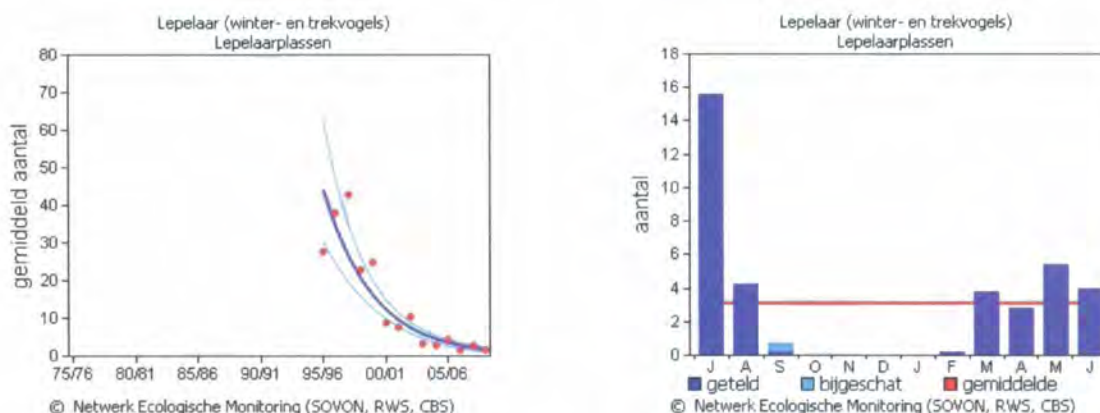 Lepelaar (winter- en trekvogels)
Lepelaarplassen
gemiddeld aantal
80
70
60
50
40
30
20
10
0
75/76 80/81 85/86 90/91 95/96 00/01 05/06
© Netwerk Ecologische Monitoring (SOVON, RWS, CBS)
Lepelaar (winter- en trekvogels)
Lepelaarplassen
aantal
18
16
14
12
10
8
6
4
2
0
J A S O N D J F M A M J
geteld bijgeschat gemiddelde
© Netwerk Ecologische Monitoring (SOVON, RWS, CBS)